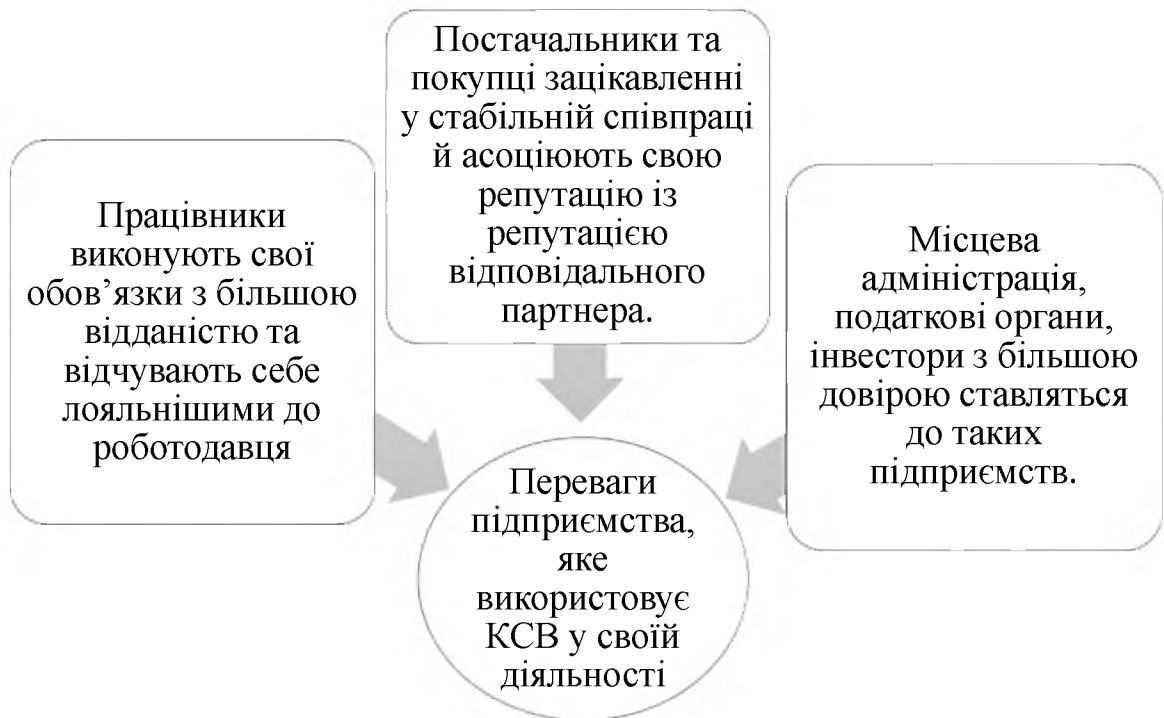 Працівники
виконують свої
обов’язки з більшою
відданістю та
відчувають себе
лояльнішими до
роботодавця
Постачальники та
покупці зацікавленні
у стабільній співпраці
й асоціюють свою
репутацію із
репутацією
відповідального
партнера.
Місцева
адміністрація,
податкові органи,
інвестори з більшою
довірою ставляться
до таких
підприємств.
Переваги
підприємства,
яке
використовує
КСВ у своїй
діяльності